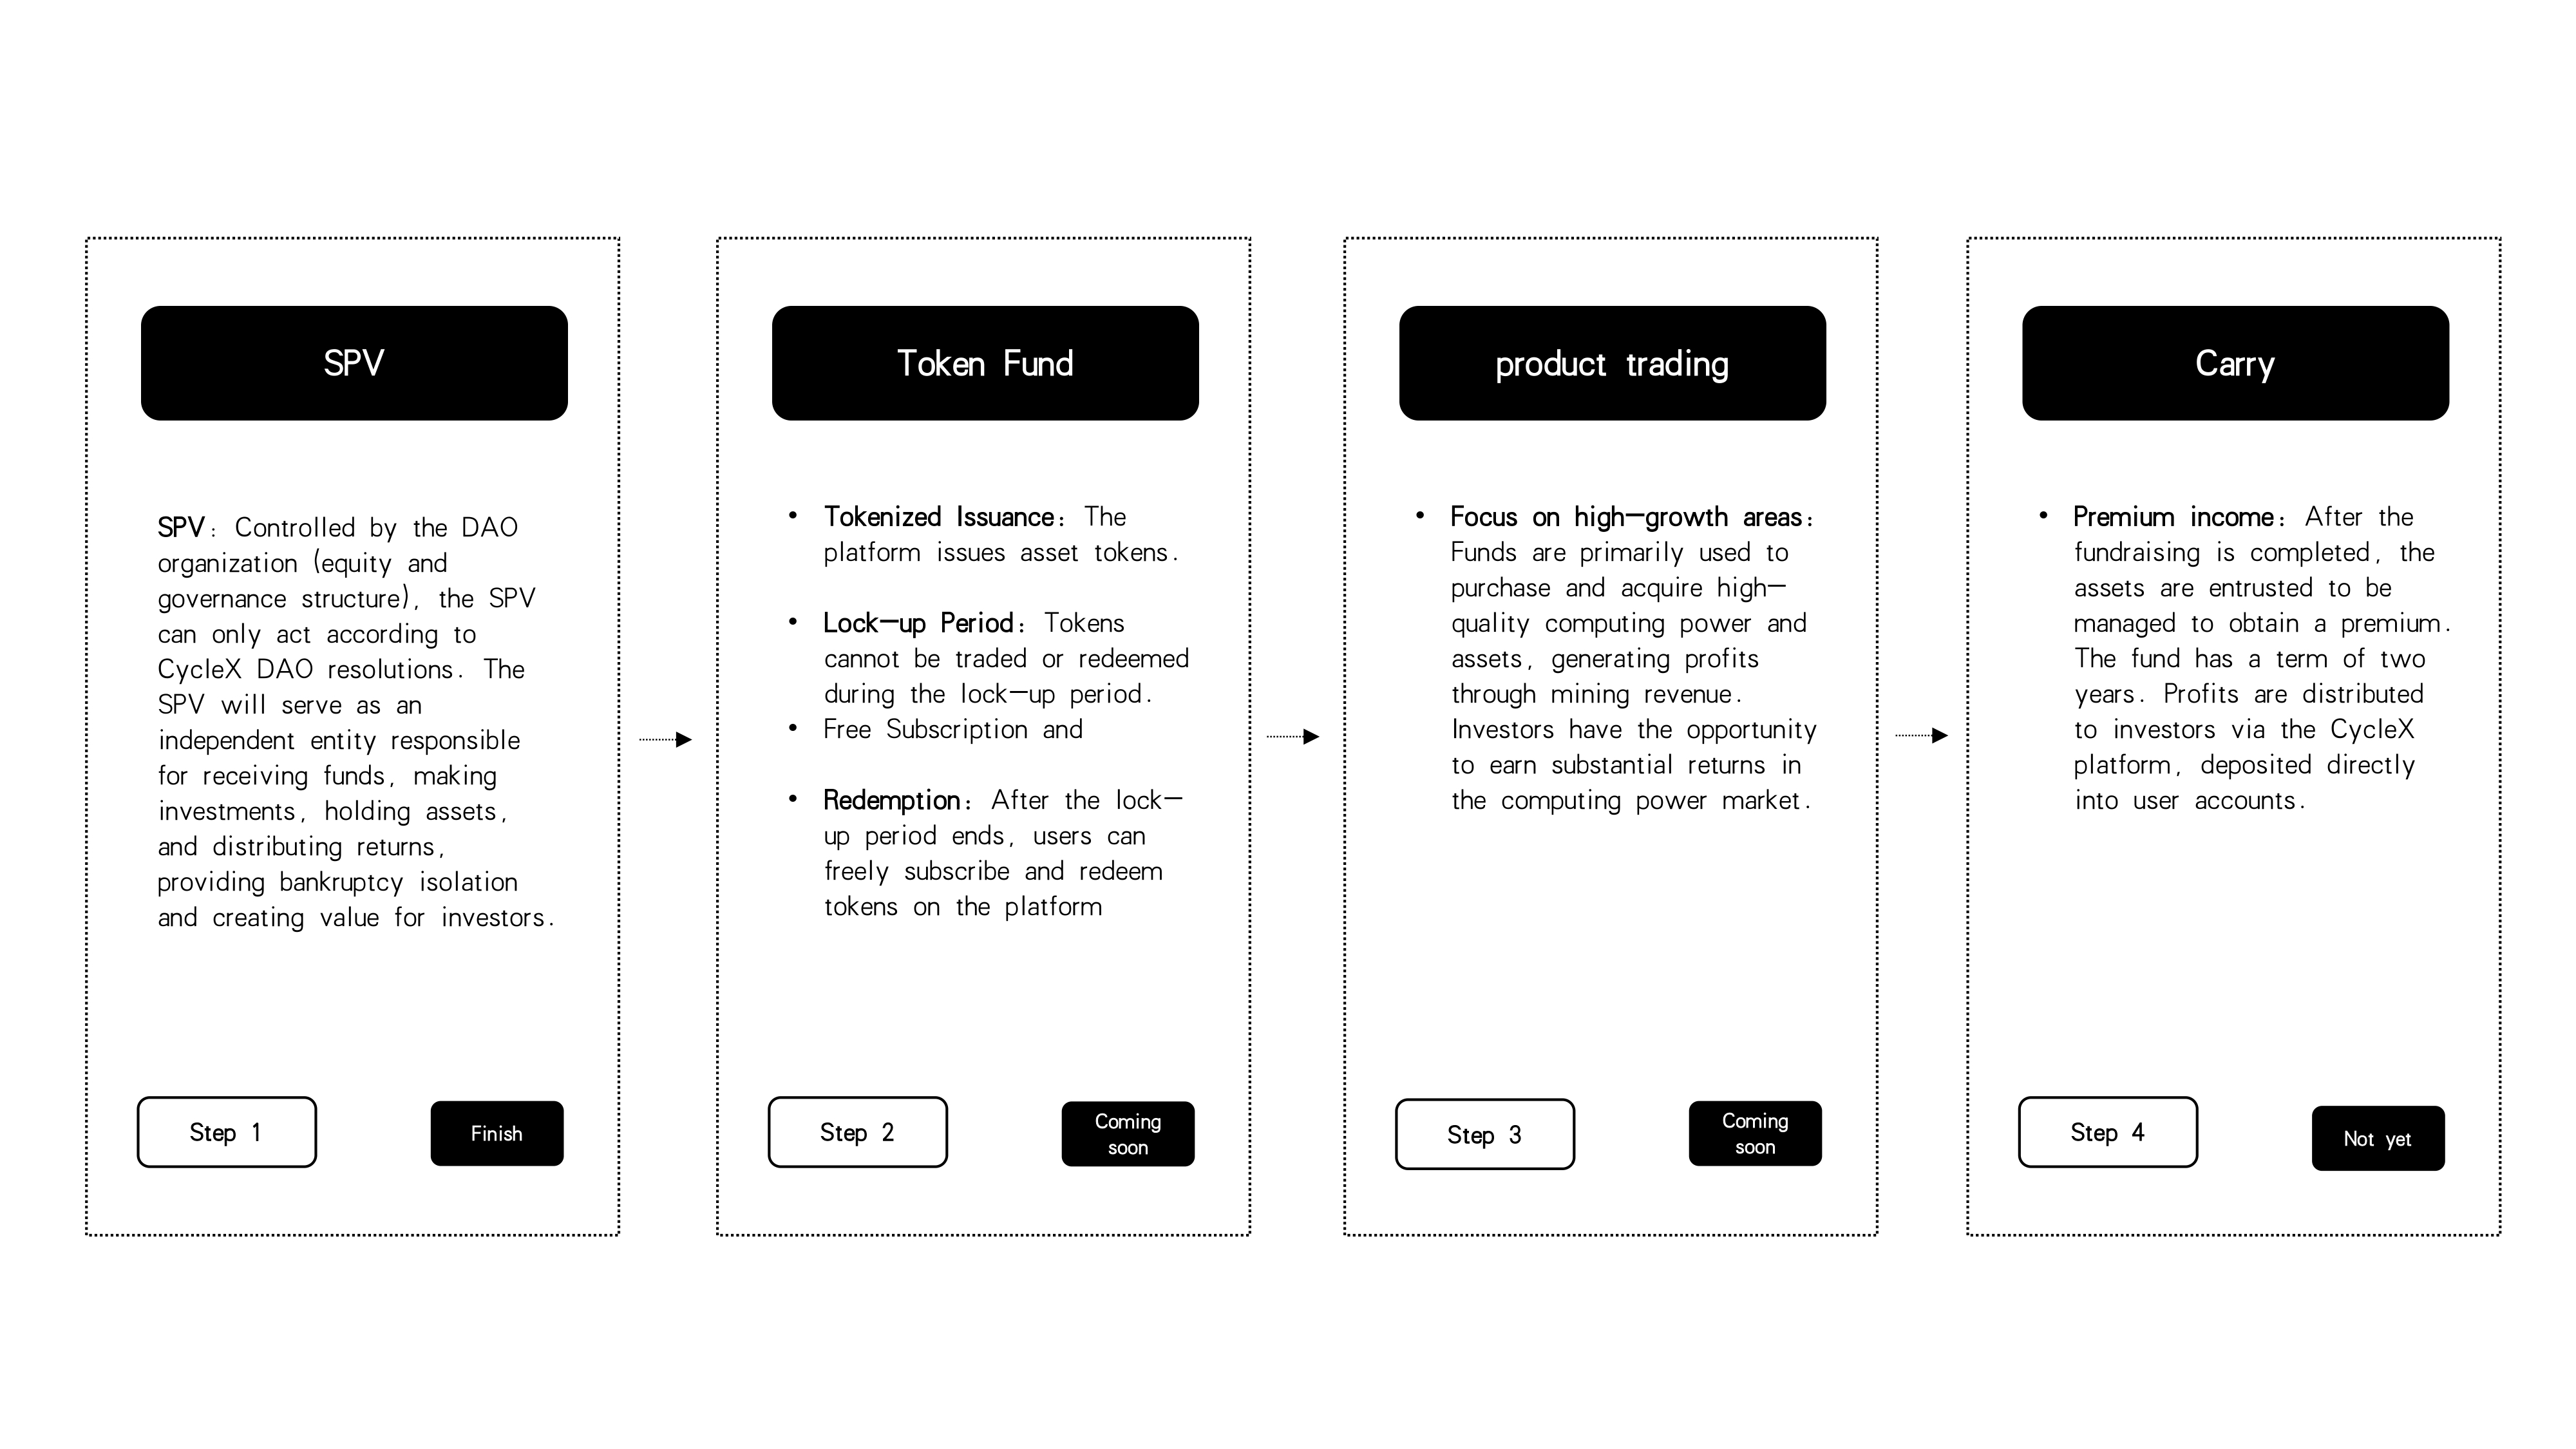 SPV
SPV: Controlled by the DAO
organization (equity and
governance structure), the SPV
can only act according to
CycleX DAO resolutions. The
SPV will serve as an
independent entity responsible
for receiving funds, making
investments, holding assets,
and distributing returns,
providing bankruptcy isolation
and creating value for investors.
Step 1
Finish
Token Fund
• Tokenized Issuance: The
platform issues asset tokens.
• Lock-up Period: Tokens
cannot be traded or redeemed
during the lock-up period.
• Free Subscription and
• Redemption: After the lock-
up period ends, users can
freely subscribe and redeem
tokens on the platform
Step 2
Coming
soon
product trading
• Focus on high-growth areas:
Funds are primarily used to
purchase and acquire high-
quality computing power and
assets, generating profits
through mining revenue.
Investors have the opportunity
to earn substantial returns in
the computing power market.
Step 3
Coming
soon
Carry
• Premium income: After the
fundraising is completed, the
assets are entrusted to be
managed to obtain a premium.
The fund has a term of two
years. Profits are distributed
to investors via the CycleX
platform, deposited directly
into user accounts.
Step 4
Not yet